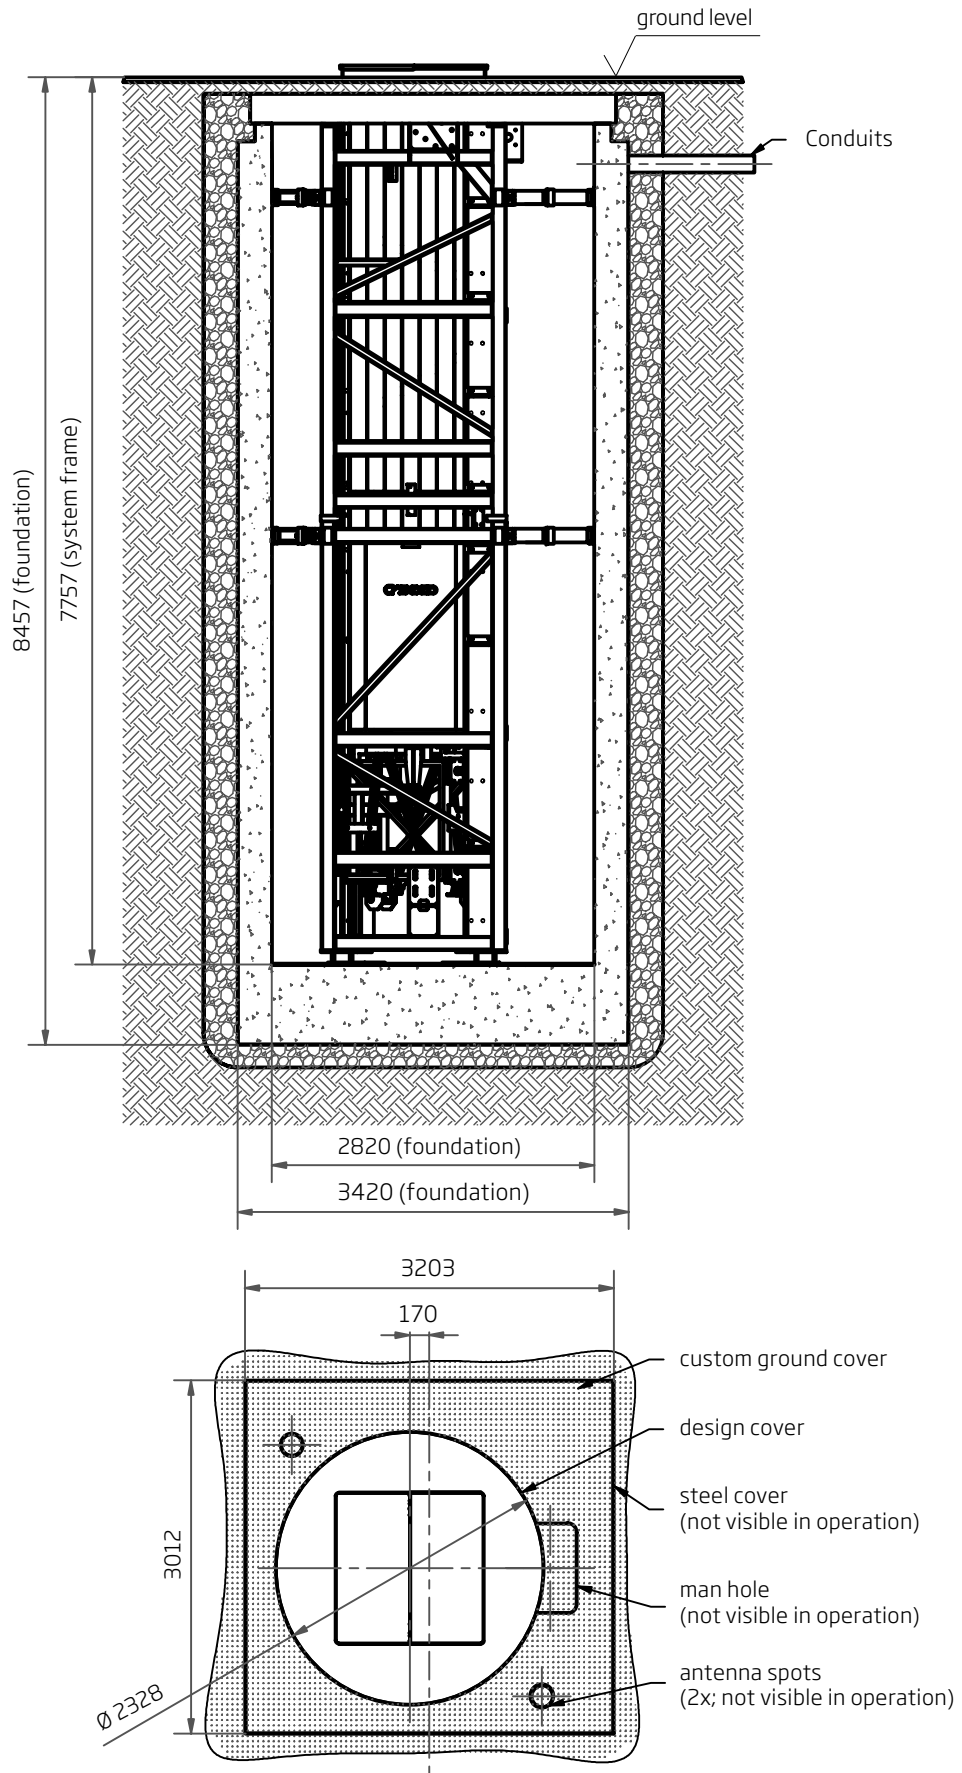 ground level
Conduits
8457 (foundation)
7757 (system frame)
2820 (foundation)
3420 (foundation)
3203
170
custom ground cover
design cover
steel cover
(not visible in operation)
3012
man hole
(not visible in operation)
antenna spots
(2x; not visible in operation)
Ø 2328